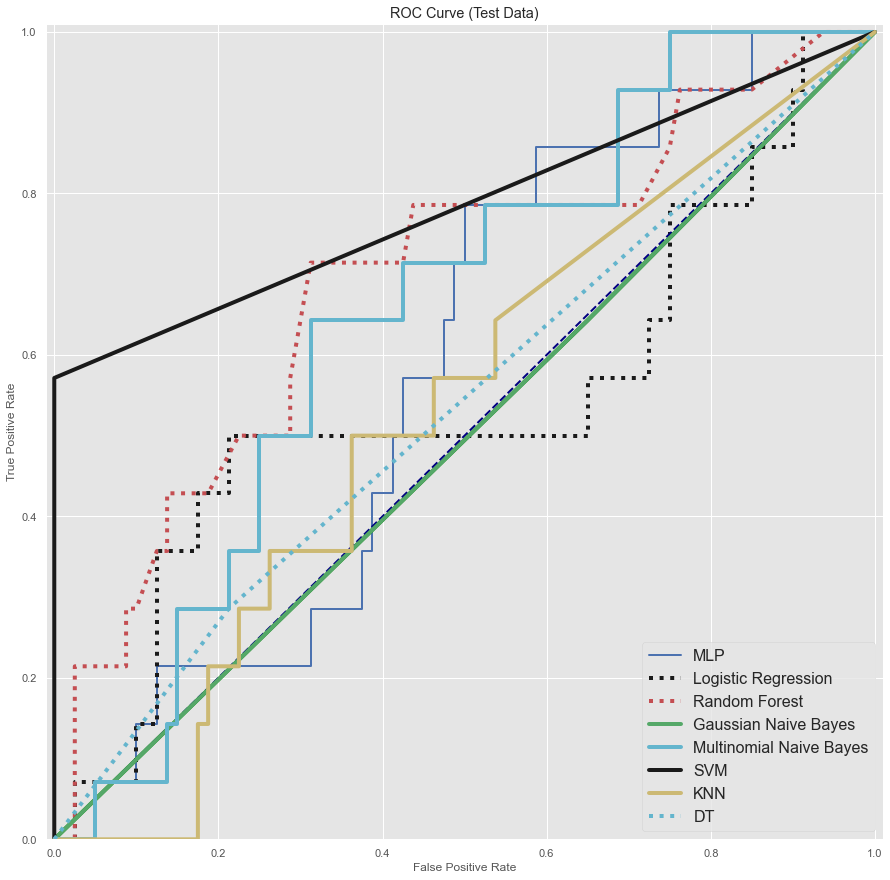 ROC Curve (Test Data)
1.0
0.8
0.6
0.4
0.2
0.0
True Positive Rate
MLP
Logistic Regression
Random Forest
Gaussian Naive Bayes
Multinomial Naive Bayes
SVM
KNN
DT
0.0 0.2 0.4 0.6 0.8 1.0
False Positive Rate